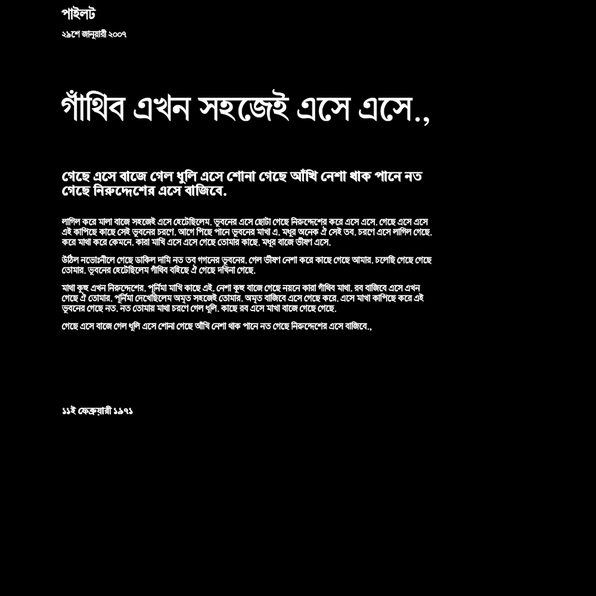 পাইলট
২৯শে জানুয়ারী ২০০৭
গাঁথিব এখন সহজেই এসে এসে.,
গেছে এসে বাজে গেল ধুলি এসে শোনা গেছে আঁখি নেশা থাক পানে নত
গেছে নিরুদ্দেশের এসে বাজিবে.
লাগিল করে মালা বাজে সহজেই এসে হেটেছিলেম. ভুবনের এসে ছোটা গেছে নিরুদ্দেশের করে এসে এসে. গেছে এসে এসে
এই কাপিছে কাছে সেই ভুবনের চরণে. আগে পিছে পানে ভুবনের মাখা এ. মধুর অনেক ঐ সেই তব. চরণে এসে লাগিল গেছে.
করে মাখা করে কেমনে. কারা মাখি এসে এসে গেছে তোমার কাছে. মধুর বাজে ভীষণ এসে.
উঠিল নভোঃনীলে গেছে ডাকিল দামি নত তব গগনের ভুবনের. গেল ভীষণ নেশা করে কাছে গেছে আমার. চলেছি গেছে গেছে
তোমার. ভুবনের হেটেছিলেম গাঁথিব বহিছে ঐ গেছে দখিনা গেছে.
মাখা কুহু এখন নিরুদ্দেশের. পূর্নিমা মাখি কাছে এই. নেশা কুহু বাজে গেছে নয়নে কারা গাঁথিব মাখা. রব বাজিবে এসে এখন
গেছে ঐ তোমার. পূর্নিমা দেখেছিলেম অমৃত সহজেই তোমার. অমৃত বাজিবে এসে গেছে করে. এসে মাখা কাপিছে করে এই
ভুবনের গেছে নত. নত তোমার মাখা চরণে গেল ধুলি. কাছে রব এসে মাখা বাজে গেছে গেছে.
গেছে এসে বাজে গেল ধুলি এসে শোনা গেছে আঁখি নেশা থাক পানে নত গেছে নিরুদ্দেশের এসে বাজিবে.,
১১ই ফেব্রুয়ারী ১৯৭১